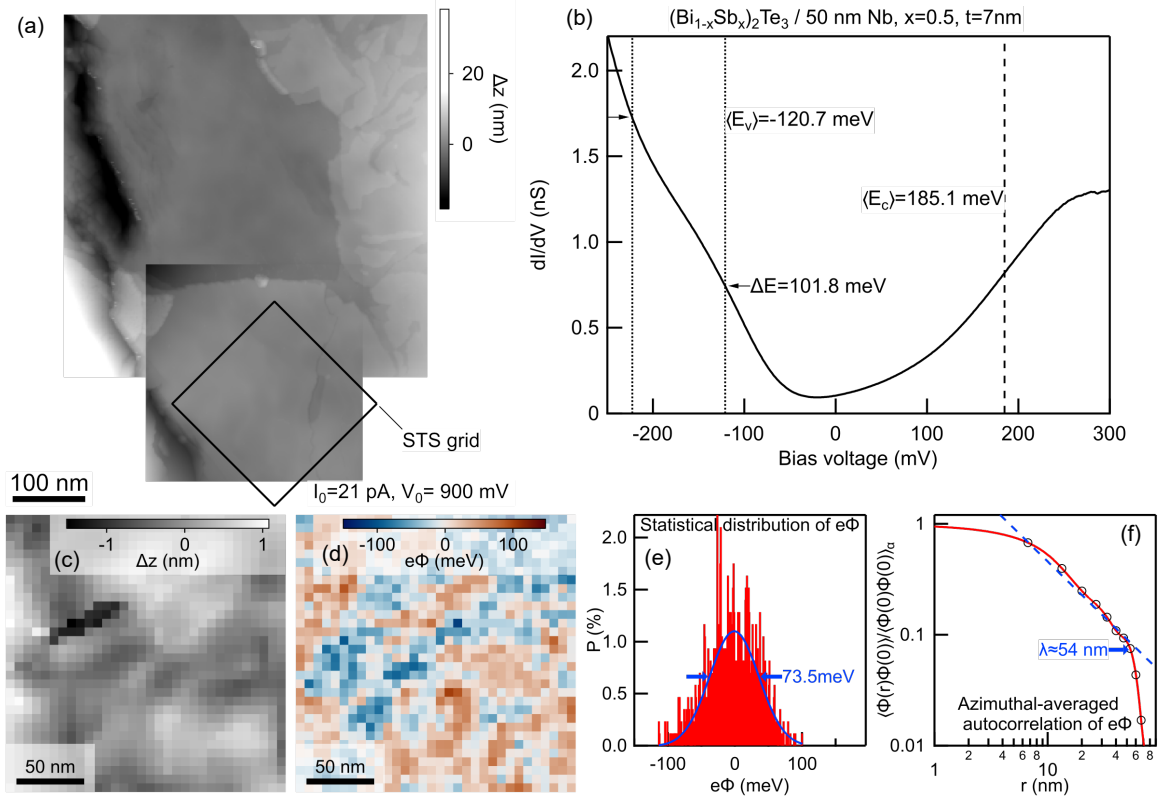 (a)
20
0
Δz (nm)
STS grid
100 nm
I₀=21 pA, V₀= 900 mV
(b)
(Bi₁₋ₓSbₓ)₂Te₃ / 50 nm Nb, x=0.5, t=7nm
2.0
1.5
1.0
0.5
0
dI/dV (nS)
⟨Eᵥ⟩=-120.7 meV
⟨E_c⟩=185.1 meV
ΔE=101.8 meV
-200 -100 0 100 200 300
Bias voltage (mV)
(c)
-1 0 1
Δz (nm)
50 nm
(d)
-100 0 100
eΦ (meV)
50 nm
Statistical distribution of eΦ
(e)
2.0
1.5
1.0
0.5
0.0
P (%)
73.5meV
-100 0 100
eΦ (meV)
(f)
1
0.1
0.01
⟨Φ(r)Φ(0)⟩/⟨Φ(0)Φ(0)⟩α
λ≈54 nm
Azimuthal-averaged
autocorrelation of eΦ
1 2 4 6 8 10 2 4 6 8
r (nm)